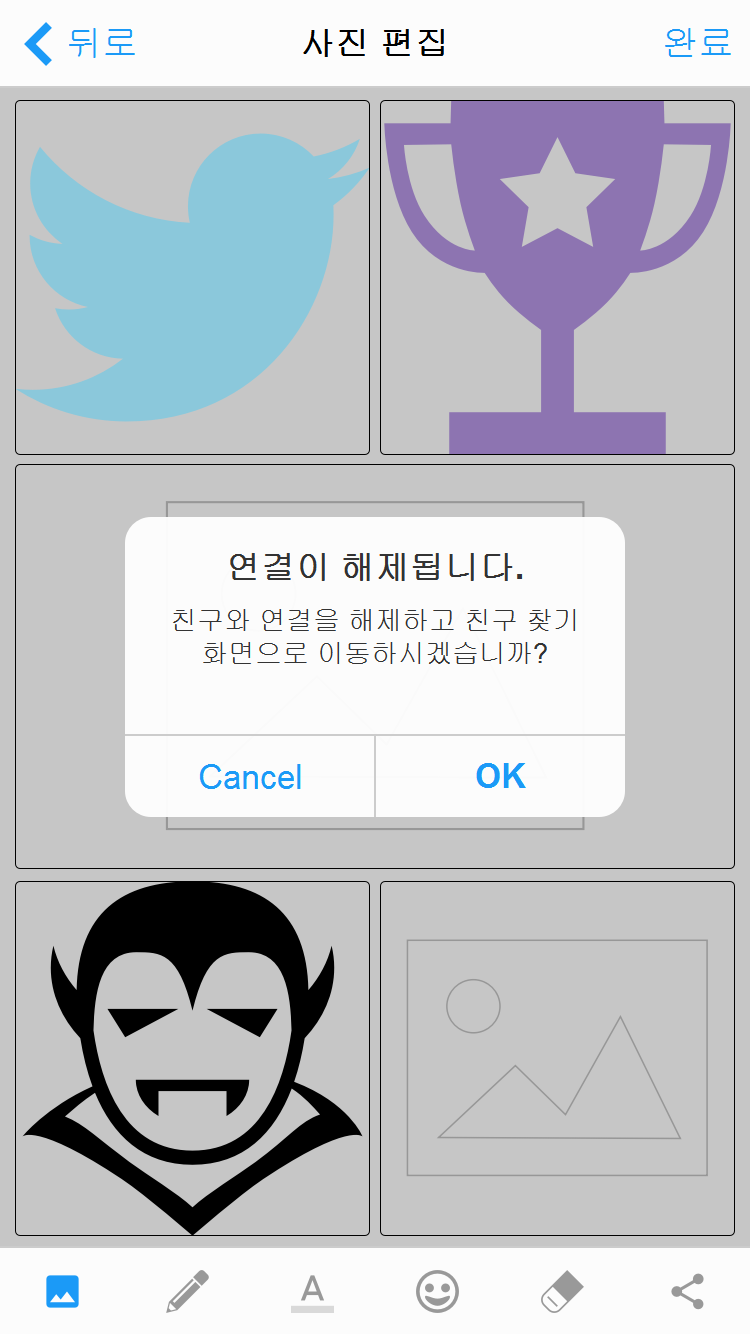 뒤로
사진 편집
완료
연결이 해제됩니다.
친구와 연결을 해제하고 친구 찾기
화면으로 이동하시겠습니까?
Cancel
OK
A